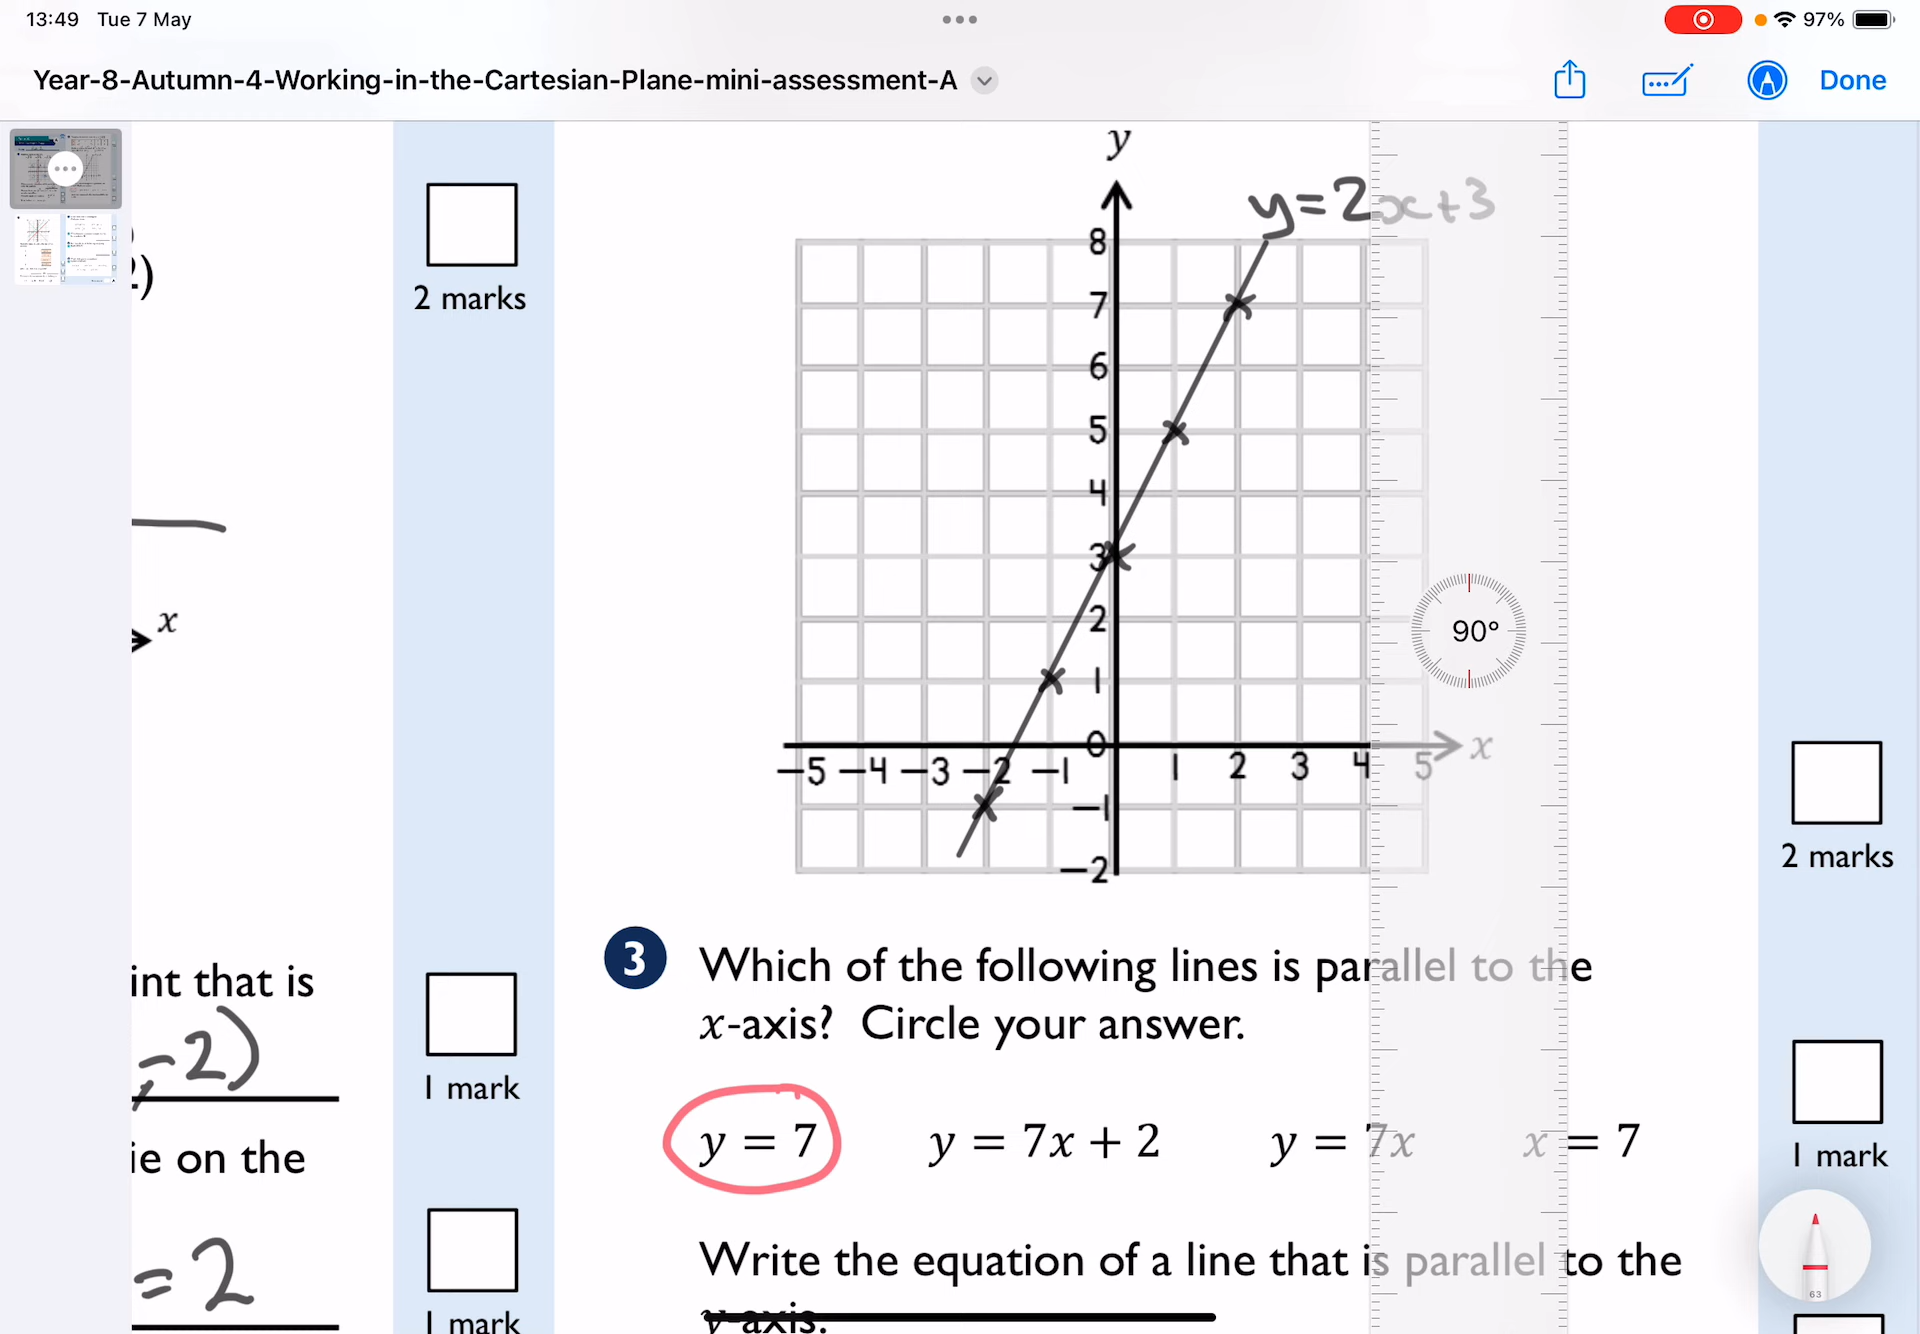 13:49 Tue 7 May
97%
Year-8-Autumn-4-Working-in-the-Cartesian-Plane-mini-assessment-A
Done
2)
2 marks
x
int that is
,-2)
1 mark
ie on the
= 2
1 mark
y
y=2x+3
8
7
6
5
4
3
2
1
0
-5 -4 -3 -2 -1 1 2 3 4 5 x
-1
-2
90°
2 marks
3 Which of the following lines is parallel to the
x-axis? Circle your answer.
y = 7 y = 7x + 2 y = 7x x = 7
1 mark
Write the equation of a line that is parallel to the
y-axis.
63